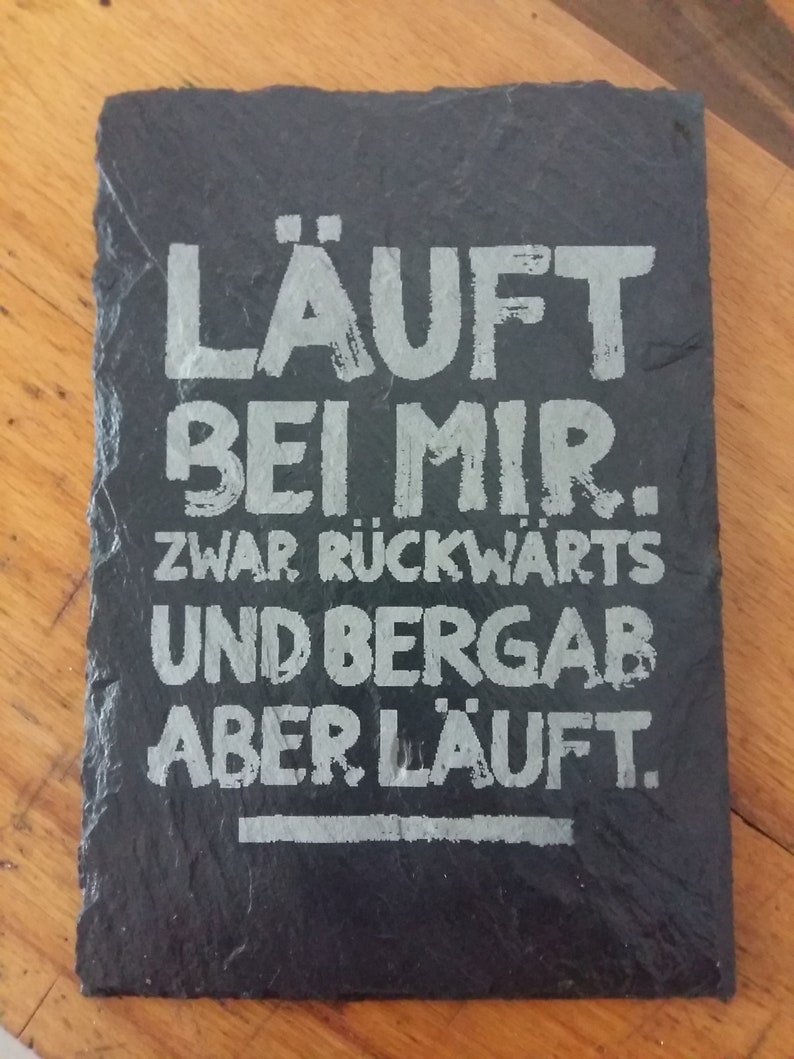 LÄUFT
BEI MIR.
ZWAR RÜCKWÄRTS
UND BERGAB
ABER LÄUFT.